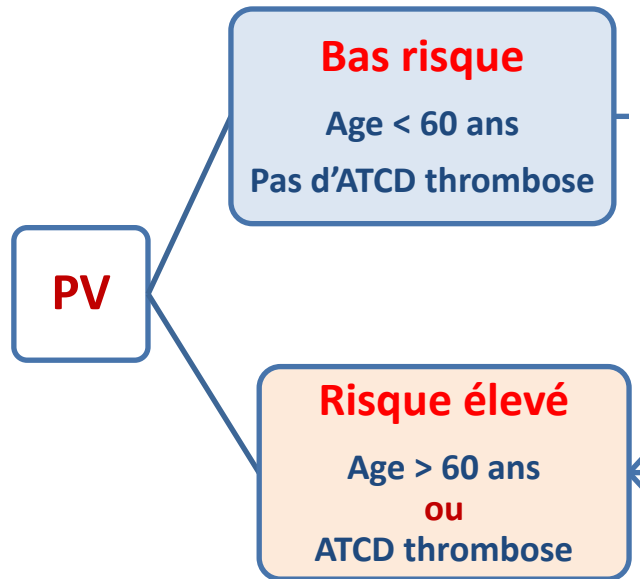 Bas risque
Age < 60 ans
Pas d'ATCD thrombose
PV
Risque élevé
Age > 60 ans
ou
ATCD thrombose